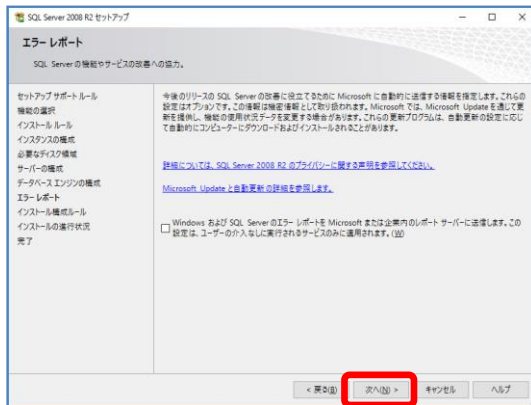 SQL Server 2008 R2 セットアップ
エラー レポート
SQL Server の機能やサービスの改善への協力。
セットアップ サポート ルール
機能の選択
インストール ルール
インスタンスの構成
必要なディスク領域
サーバーの構成
データベース エンジンの構成
エラー レポート
インストール構成ルール
インストールの進行状況
完了
今後のリリースの SQL Server の改善に役立てるために Microsoft に自動的に送信する情報を指定します。これらの
設定はオプションです。この情報は機密情報として取り扱われます。Microsoft では、Microsoft Update を通じて更
新を提供し、機能の使用状況データを変更する場合があります。これらの更新プログラムは、自動更新の設定に応じ
て自動的にコンピューターにダウンロードおよびインストールされることがあります。
詳細については、SQL Server 2008 R2 のプライバシーに関する声明を参照してください。
Microsoft Update と自動更新 の詳細を参照します。
Windows および SQL Server のエラー レポートを Microsoft または企業内のレポート サーバーに送信します。この
設定は、ユーザーの介入なしに実行されるサービスのみに適用されます。(W)
< 戻る(B)
次へ(N) >
キャンセル
ヘルプ